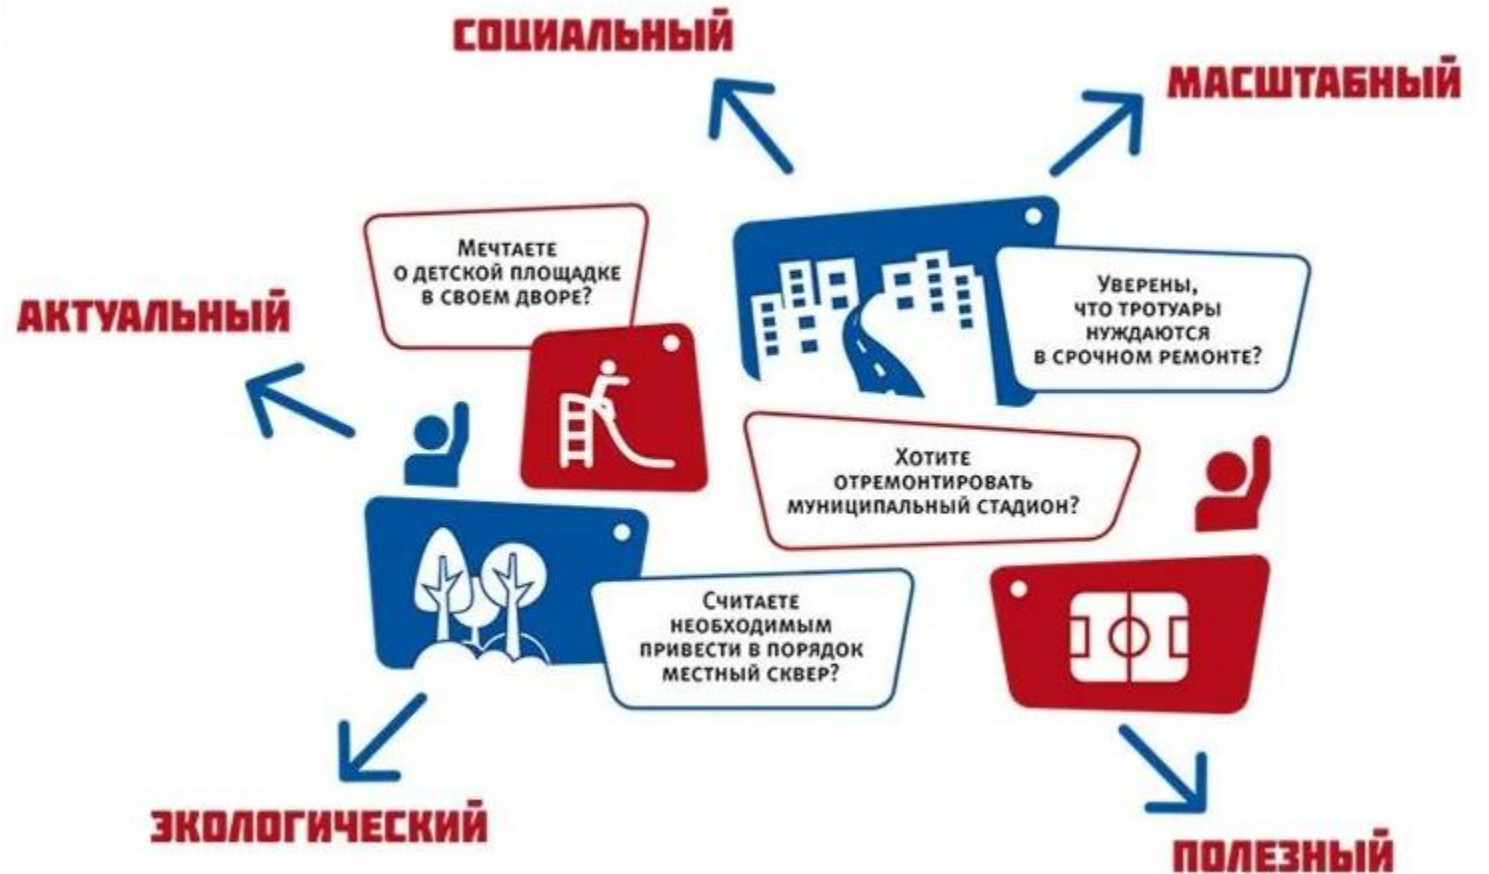 СОЦИАЛЬНЫЙ
МАСШТАБНЫЙ
МЕЧТАЕТЕ
О ДЕТСКОЙ ПЛОЩАДКЕ
В СВОЕМ ДВОРЕ?
УВЕРЕНЫ,
ЧТО ТРОТУАРЫ
НУЖДАЮТСЯ
В СРОЧНОМ РЕМОНТЕ?
АКТУАЛЬНЫЙ
ХОТИТЕ
ОТРЕМОНТИРОВАТЬ
МУНИЦИПАЛЬНЫЙ СТАДИОН?
СЧИТАЕТЕ
НЕОБХОДИМЫМ
ПРИВЕСТИ В ПОРЯДОК
МЕСТНЫЙ СКВЕР?
ЭКОЛОГИЧЕСКИЙ
ПОЛЕЗНЫЙ